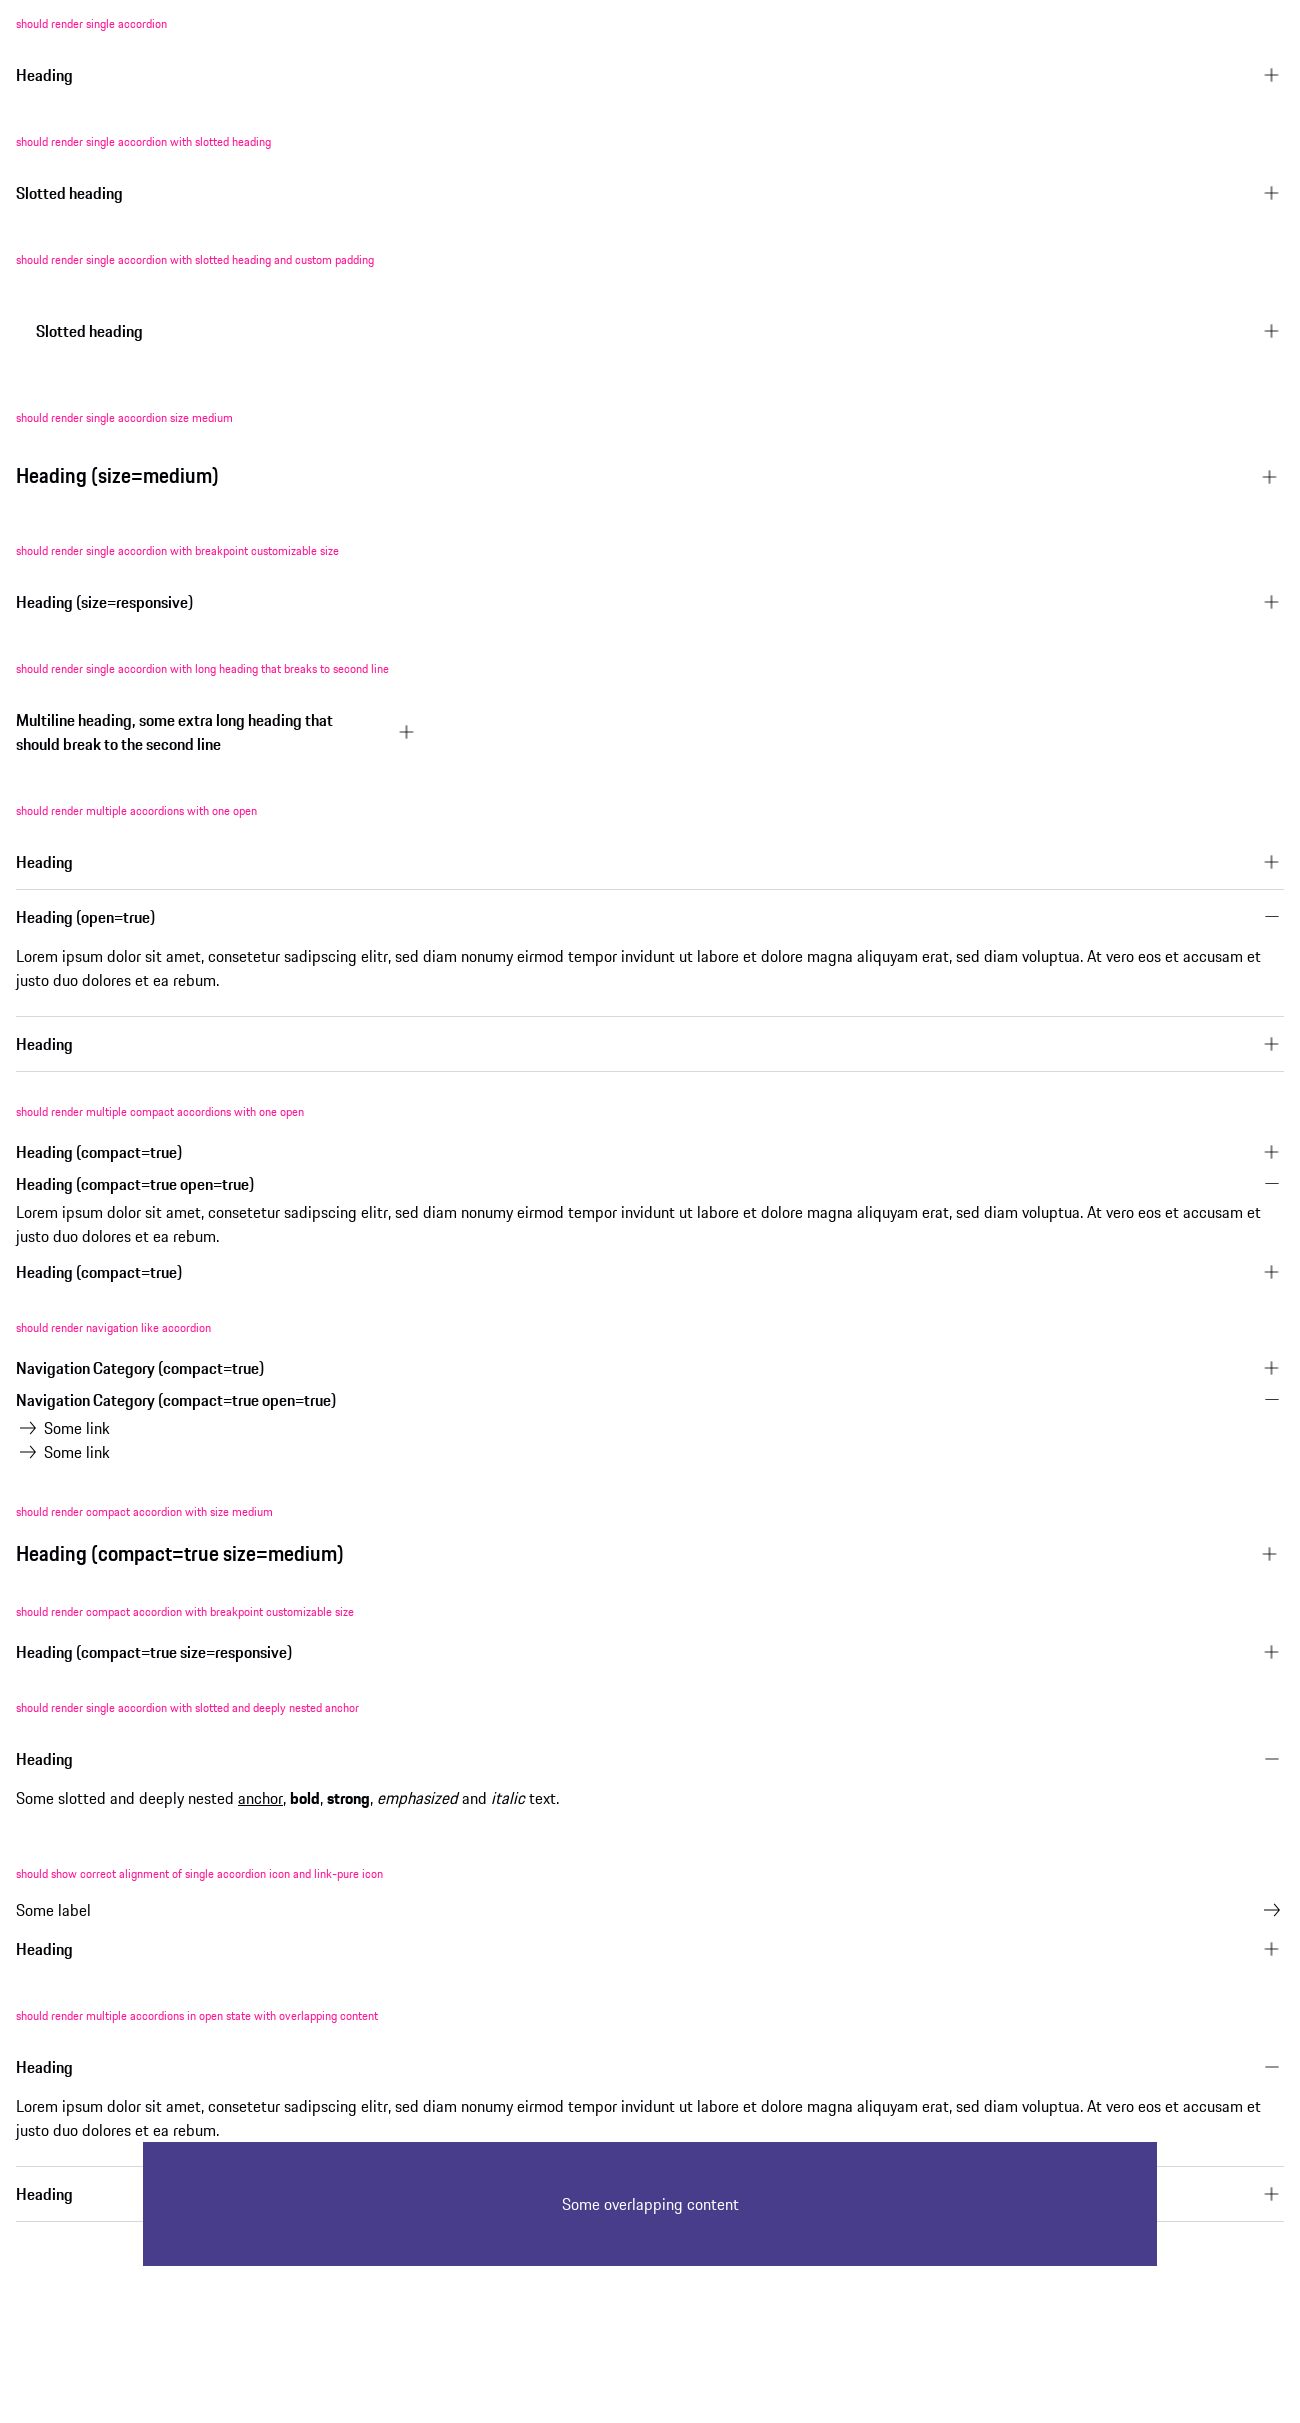 should render single accordion
Heading
should render single accordion with slotted heading
Slotted heading
should render single accordion with slotted heading and custom padding
Slotted heading
should render single accordion size medium
Heading (size=medium)
should render single accordion with breakpoint customizable size
Heading (size=responsive)
should render single accordion with long heading that breaks to second line
Multiline heading, some extra long heading that
should break to the second line
should render multiple accordions with one open
Heading
Heading (open=true)
Lorem ipsum dolor sit amet, consetetur sadipscing elitr, sed diam nonumy eirmod tempor invidunt ut labore et dolore magna aliquyam erat, sed diam voluptua. At vero eos et accusam et
justo duo dolores et ea rebum.
Heading
should render multiple compact accordions with one open
Heading (compact=true)
Heading (compact=true open=true)
Lorem ipsum dolor sit amet, consetetur sadipscing elitr, sed diam nonumy eirmod tempor invidunt ut labore et dolore magna aliquyam erat, sed diam voluptua. At vero eos et accusam et
justo duo dolores et ea rebum.
Heading (compact=true)
should render navigation like accordion
Navigation Category (compact=true)
Navigation Category (compact=true open=true)
Some link
Some link
should render compact accordion with size medium
Heading (compact=true size=medium)
should render compact accordion with breakpoint customizable size
Heading (compact=true size=responsive)
should render single accordion with slotted and deeply nested anchor
Heading
Some slotted and deeply nested anchor, bold, strong, emphasized and italic text.
should show correct alignment of single accordion icon and link-pure icon
Some label
Heading
should render multiple accordions in open state with overlapping content
Heading
Lorem ipsum dolor sit amet, consetetur sadipscing elitr, sed diam nonumy eirmod tempor invidunt ut labore et dolore magna aliquyam erat, sed diam voluptua. At vero eos et accusam et
justo duo dolores et ea rebum.
Heading
Some overlapping content